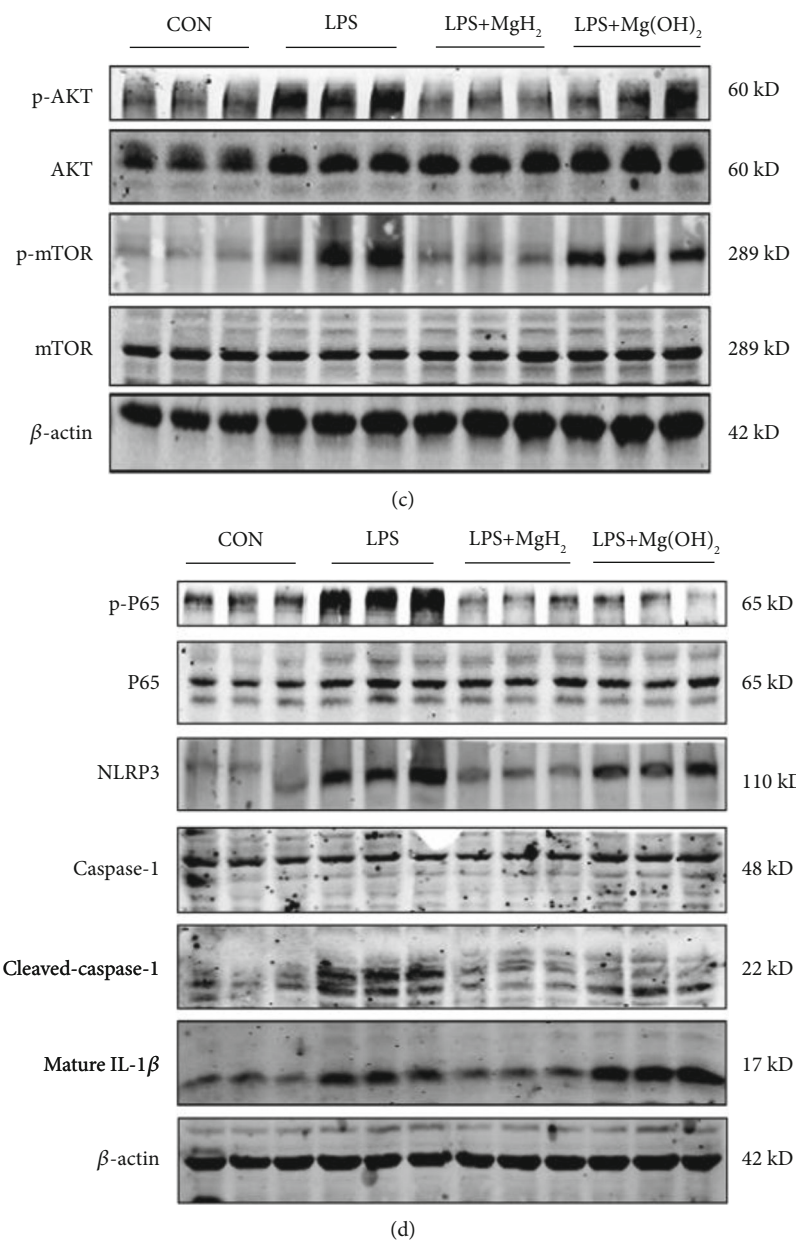 CON LPS LPS+MgH2 LPS+Mg(OH)2
p-AKT 60 kD
AKT 60 kD
p-mTOR 289 kD
mTOR 289 kD
β-actin 42 kD
(c)
CON LPS LPS+MgH2 LPS+Mg(OH)2
p-P65 65 kD
P65 65 kD
NLRP3 110 kD
Caspase-1 48 kD
Cleaved-caspase-1 22 kD
Mature IL-1β 17 kD
β-actin 42 kD
(d)